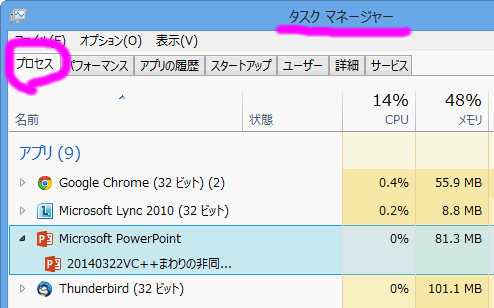 タスク マネージャー
ファイル(F) オプション(O) 表示(V)
プロセス パフォーマンス アプリの履歴 スタートアップ ユーザー 詳細 サービス
14% 48%
名前 状態 CPU メモリ
アプリ (9)
Google Chrome (32 ビット) (2) 0.4% 55.9 MB
Microsoft Lync 2010 (32 ビット) 0.2% 8.8 MB
Microsoft PowerPoint 0% 81.3 MB
20140322VC++まわりの非同...
Thunderbird (32 ビット) 0% 101.1 MB